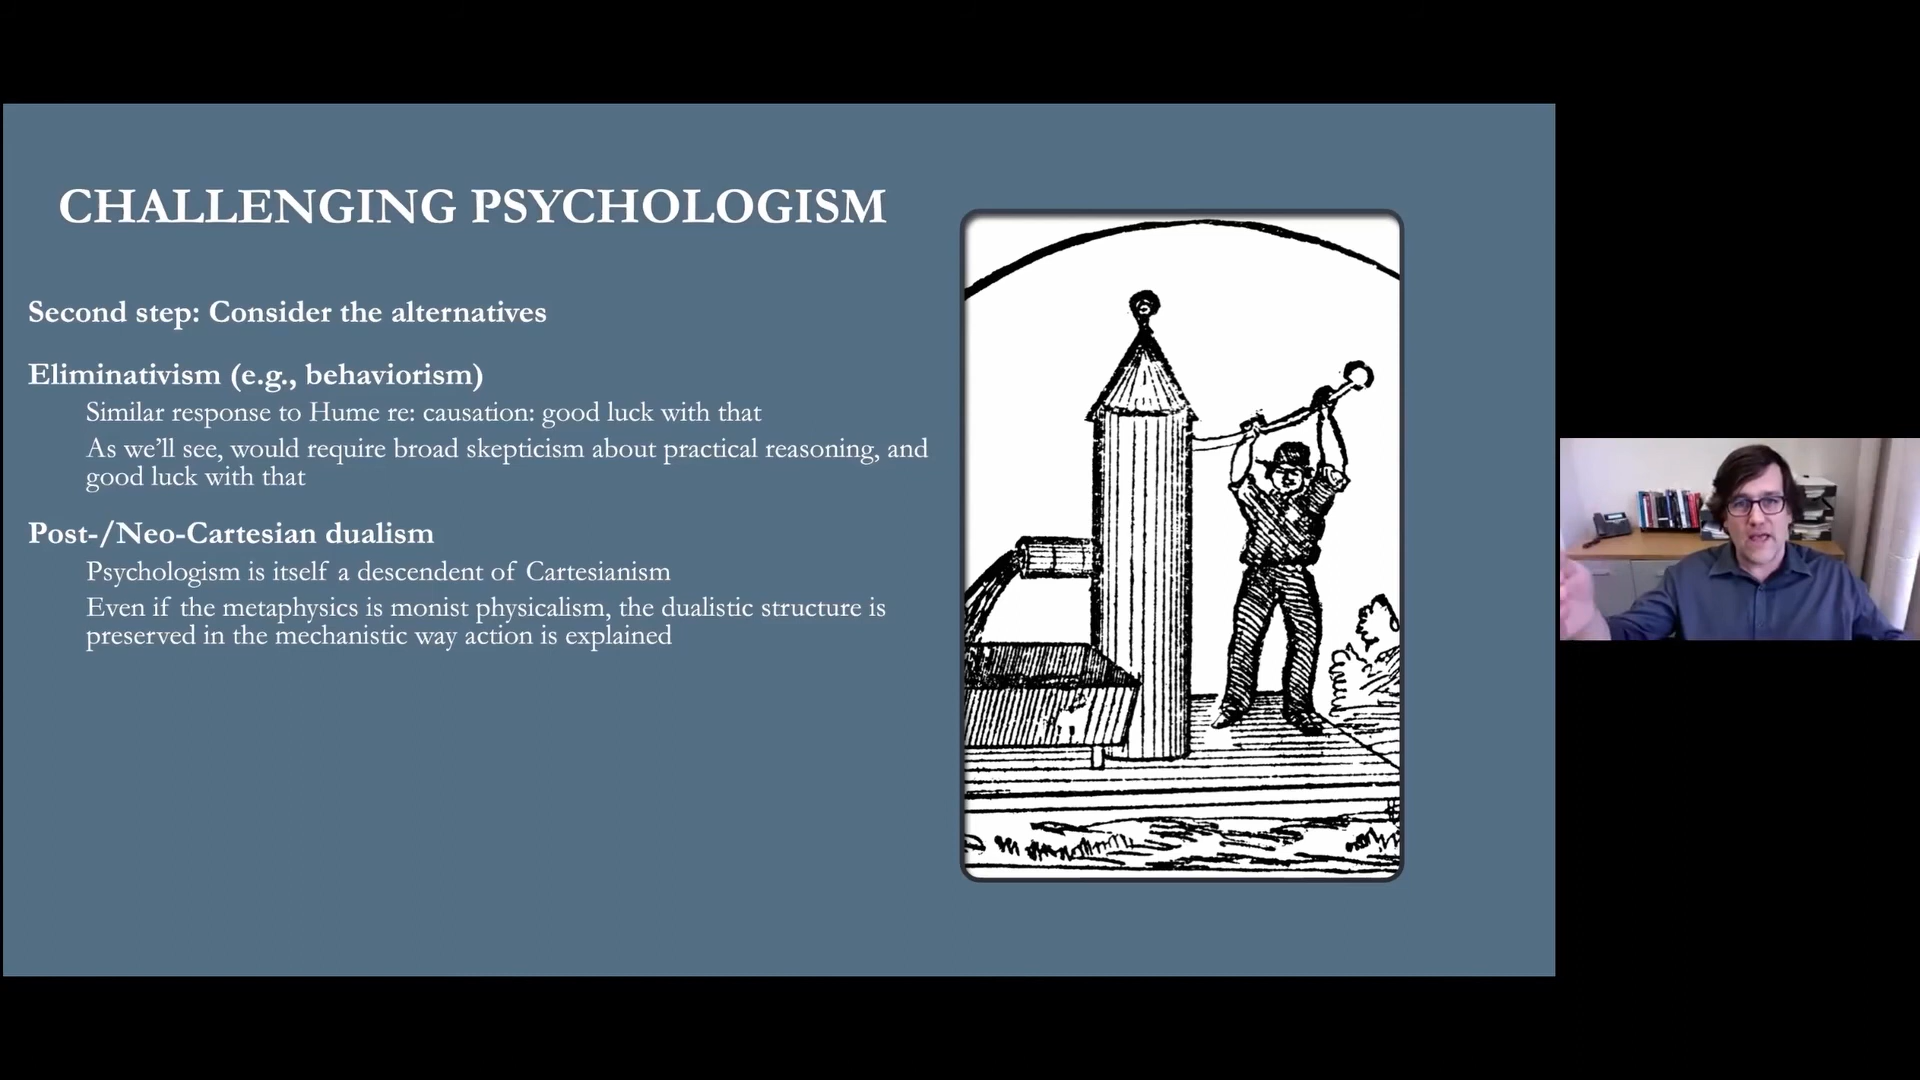 CHALLENGING PSYCHOLOGISM
Second step: Consider the alternatives
Eliminativism (e.g., behaviorism)
Similar response to Hume re: causation: good luck with that
As we’ll see, would require broad skepticism about practical reasoning, and
good luck with that
Post-/Neo-Cartesian dualism
Psychologism is itself a descendent of Cartesianism
Even if the metaphysics is monist physicalism, the dualistic structure is
preserved in the mechanistic way action is explained